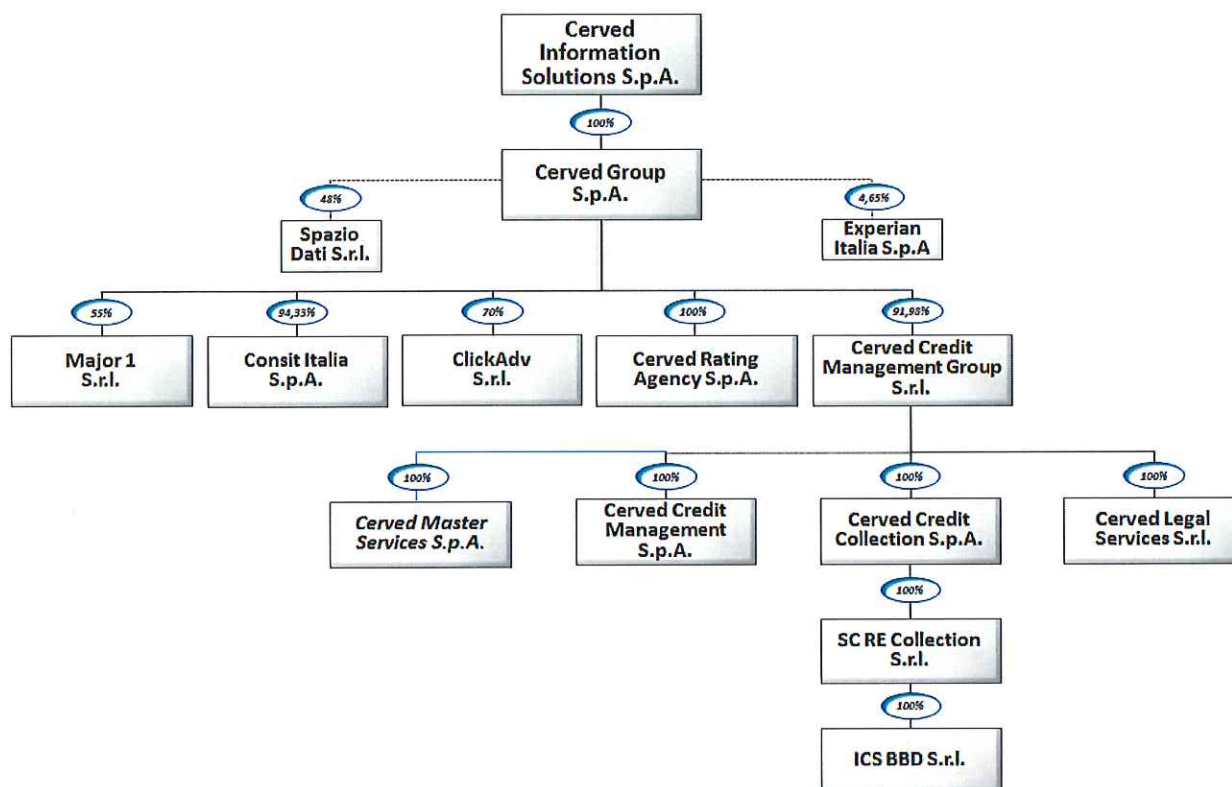 Cerved
Information
Solutions S.p.A.
100%
Cerved Group
S.p.A.
48%
4,65%
Spazio
Dati S.r.l.
Experian
Italia S.p.A
55%
94,33%
70%
100%
91,98%
Major 1
S.r.l.
Consit Italia
S.p.A.
ClickAdv
S.r.l.
Cerved Rating
Agency S.p.A.
Cerved Credit
Management Group
S.r.l.
100%
100%
100%
100%
Cerved Master
Services S.p.A.
Cerved Credit
Management
S.p.A.
Cerved Credit
Collection S.p.A.
Cerved Legal
Services S.r.l.
100%
SC RE Collection
S.r.l.
100%
ICS BBD S.r.l.